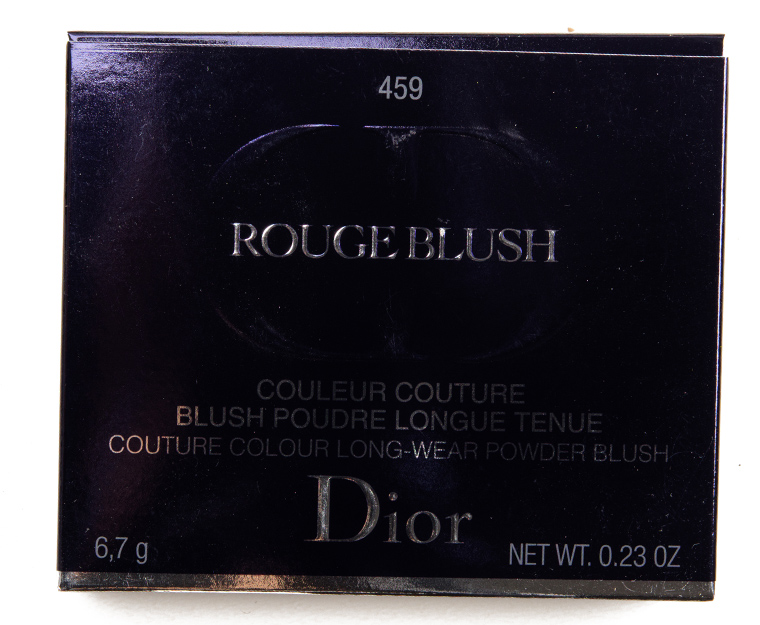 459
ROUGE BLUSH
COULEUR COUTURE
BLUSH POUDRE LONGUE TENUE
COUTURE COLOUR LONG-WEAR POWDER BLUSH
Dior
6,7 g
NET WT. 0.23 OZ